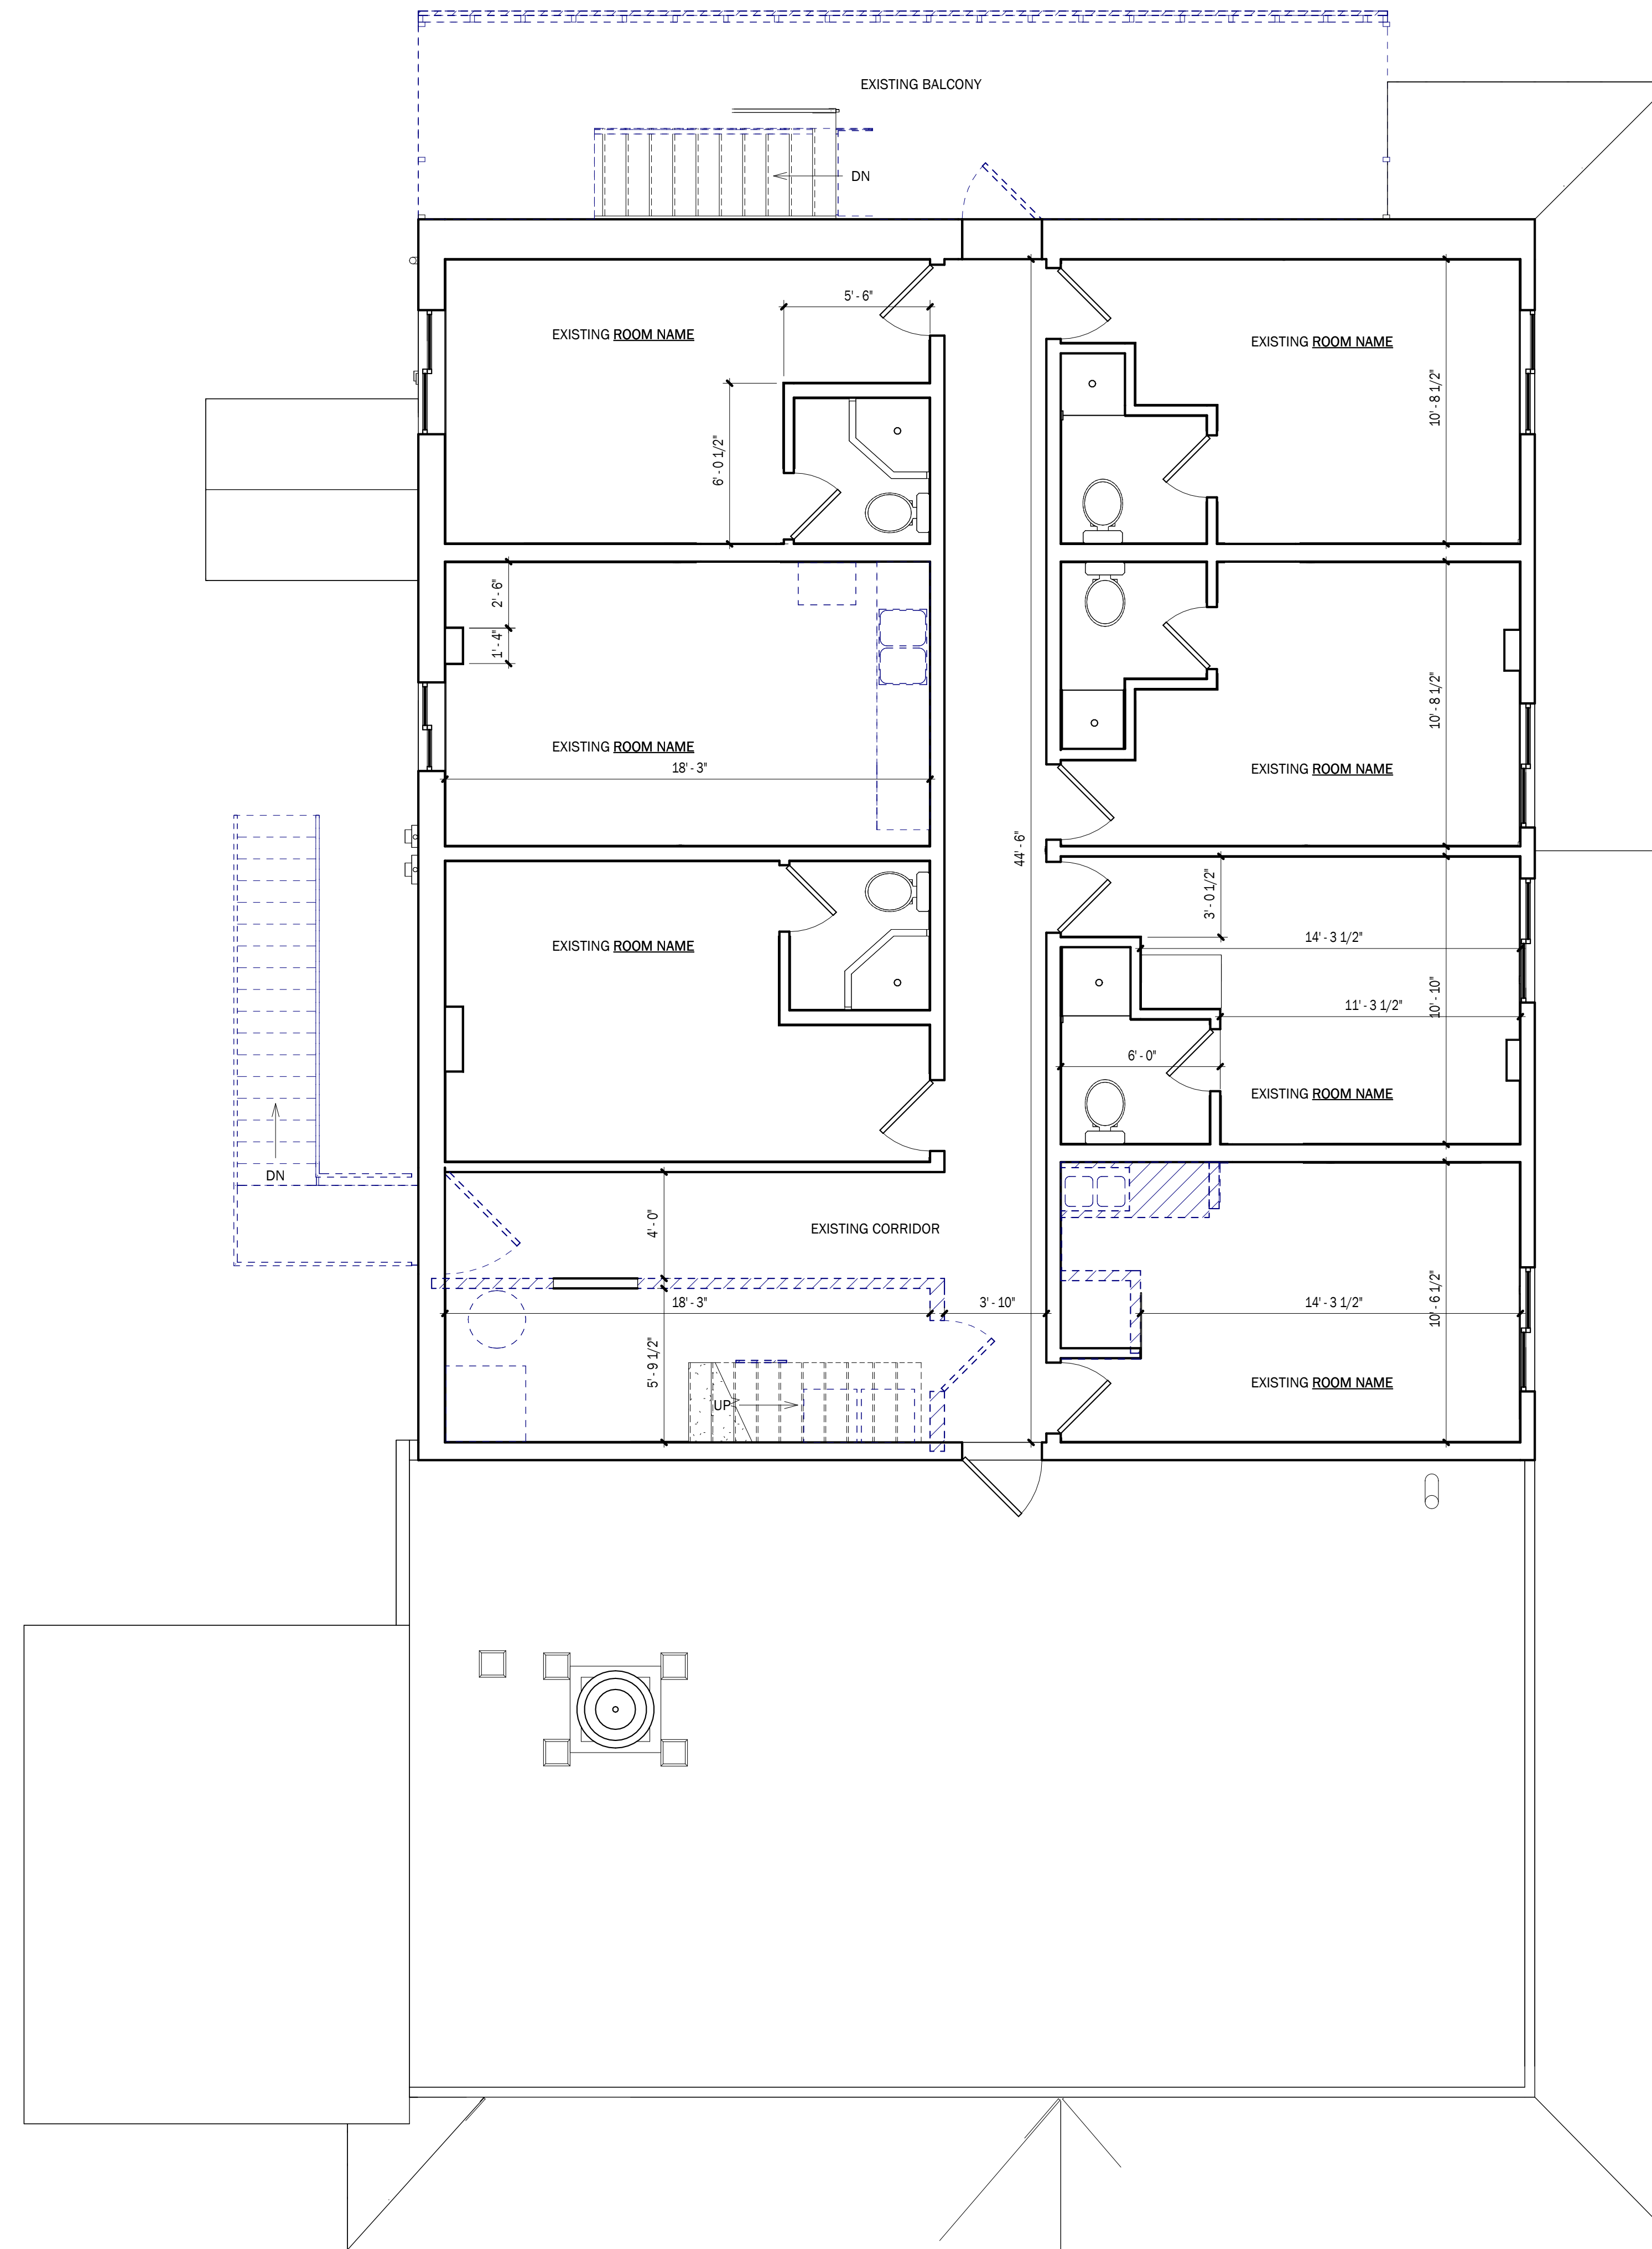 EXISTING BALCONY
DN
5' - 6"
EXISTING ROOM NAME
EXISTING ROOM NAME
10' - 8 1/2"
6' - 0 1/2"
2' - 6"
1' - 4"
10' - 8 1/2"
EXISTING ROOM NAME
18' - 3"
EXISTING ROOM NAME
44' - 6"
3' - 0 1/2"
EXISTING ROOM NAME
14' - 3 1/2"
10' - 10"
11' - 3 1/2"
6' - 0"
EXISTING ROOM NAME
DN
4' - 0"
EXISTING CORRIDOR
18' - 3"
3' - 10"
14' - 3 1/2"
10' - 6 1/2"
5' - 9 1/2"
EXISTING ROOM NAME
UP